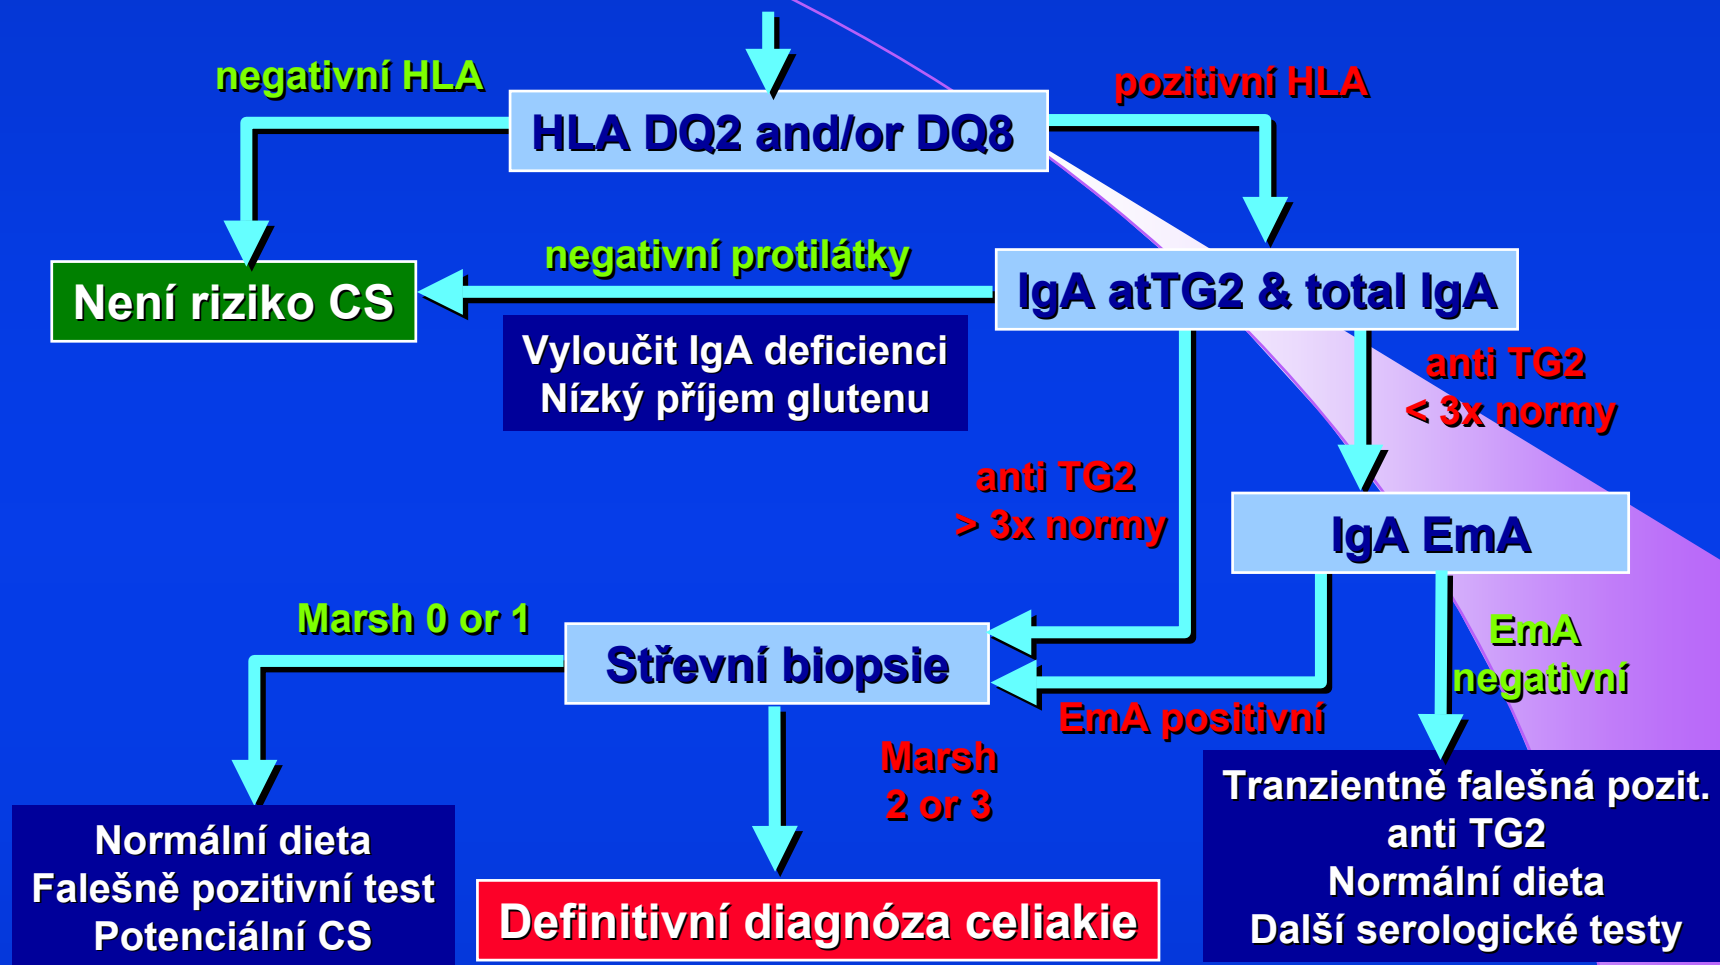 negativní HLA
pozitivní HLA
HLA DQ2 and/or DQ8
negativní protilátky
Není riziko CS
IgA atTG2 & total IgA
Vyloučit IgA deficienci
Nízký příjem glutenu
anti TG2
< 3x normy
anti TG2
> 3x normy
IgA EmA
Marsh 0 or 1
Střevní biopsie
EmA
negativní
EmA positivní
Marsh
2 or 3
Normální dieta
Falešně pozitivní test
Potenciální CS
Definitivní diagnóza celiakie
Tranzientně falešná pozit.
anti TG2
Normální dieta
Další serologické testy